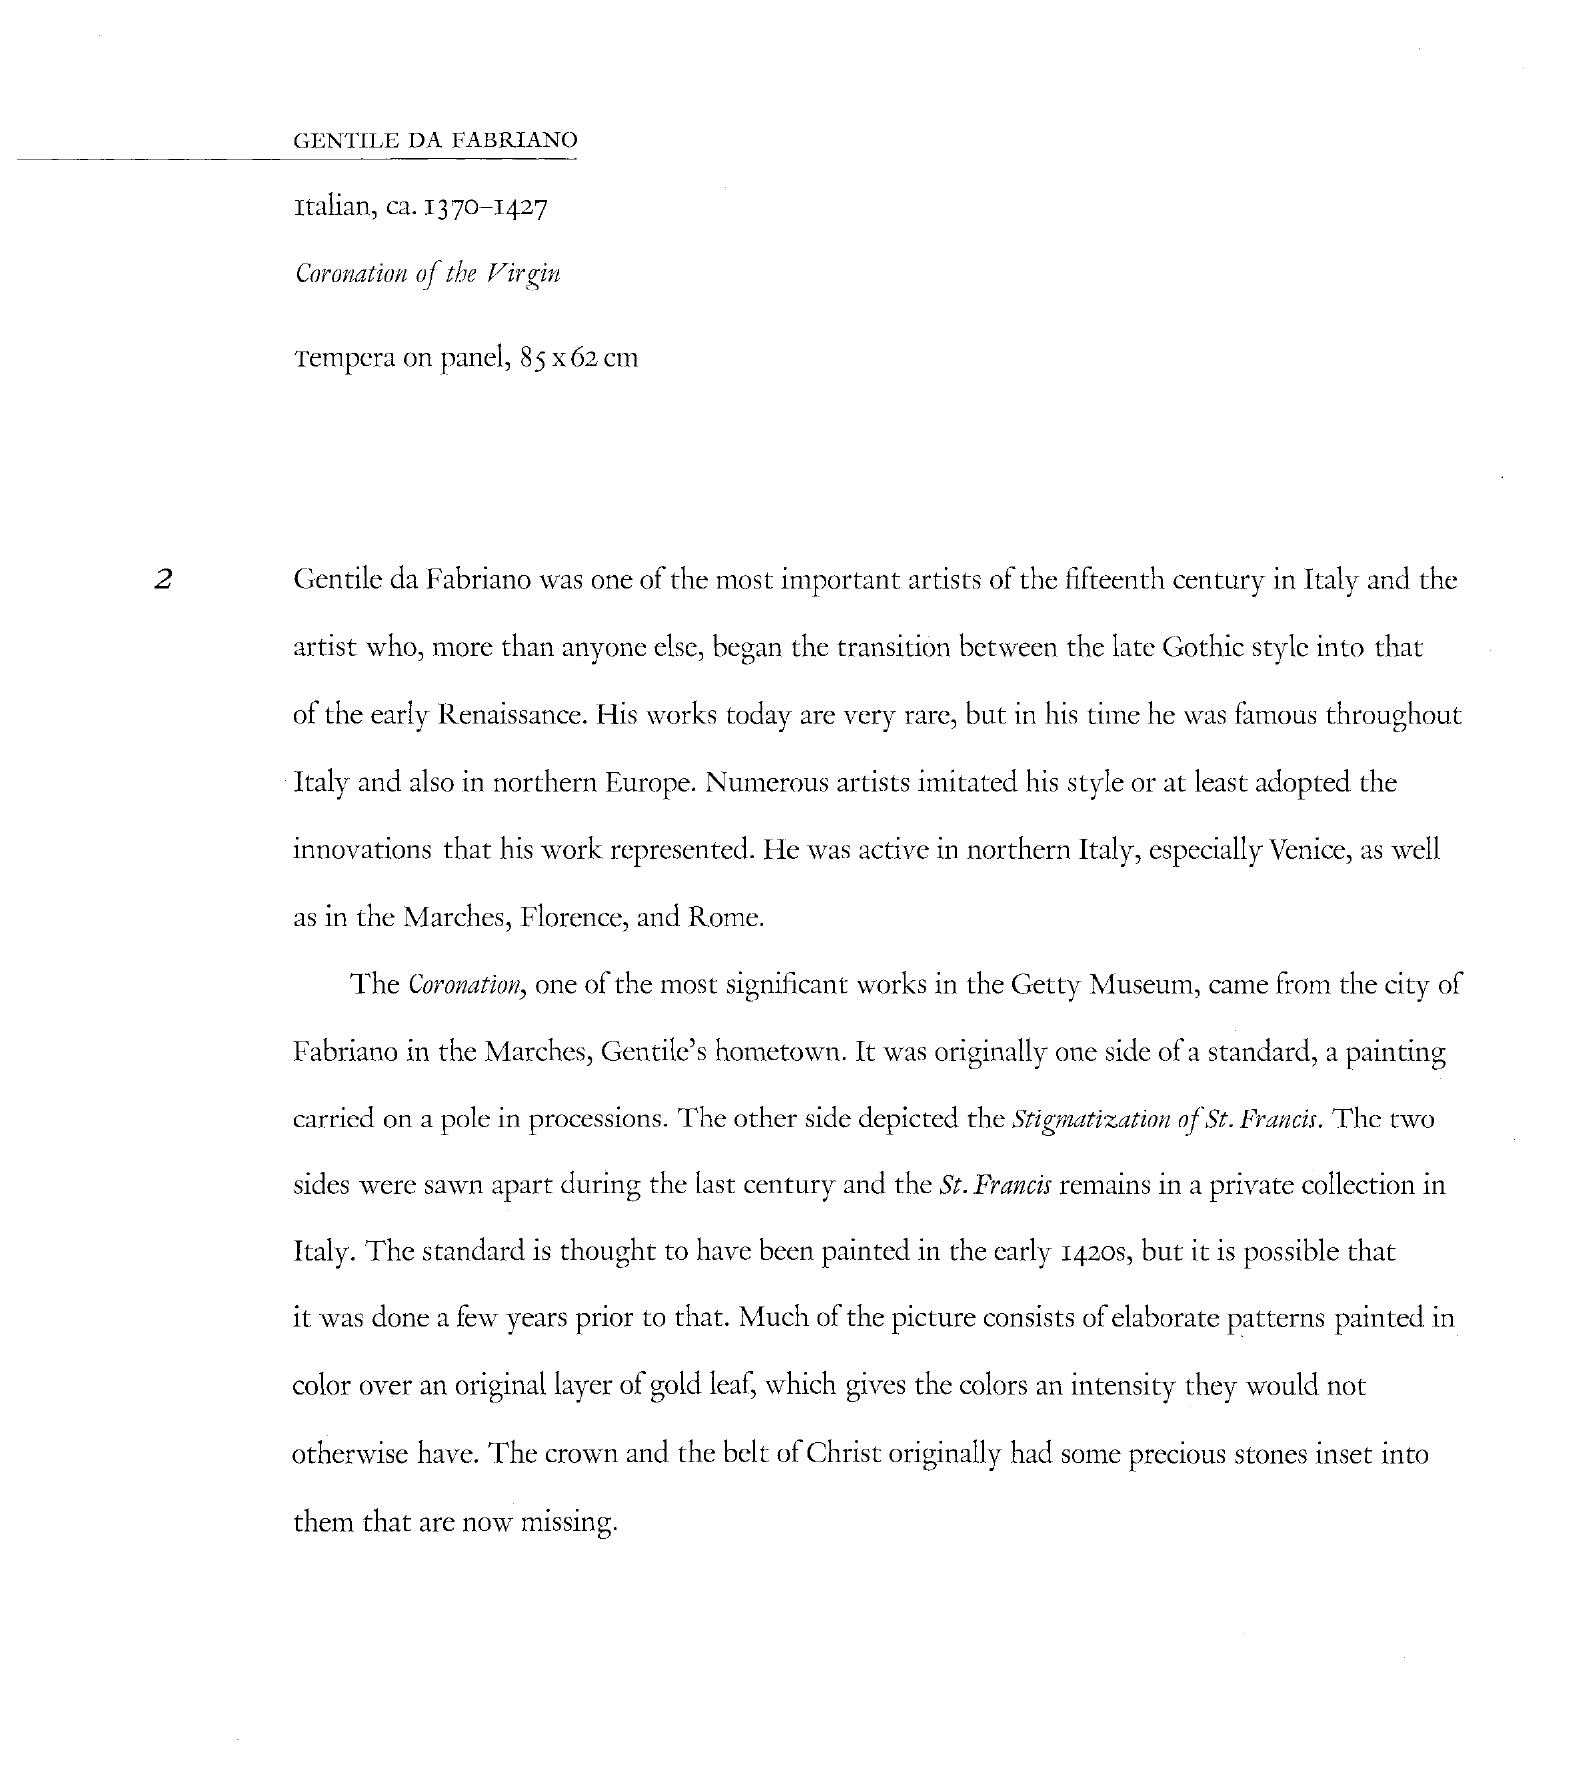 GENTILE DA FABRIANO
Italian, ca. 1370–1427
Coronation of the Virgin
Tempera on panel, 85 x 62 cm
2
Gentile da Fabriano was one of the most important artists of the fifteenth century in Italy and the
artist who, more than anyone else, began the transition between the late Gothic style into that
of the early Renaissance. His works today are very rare, but in his time he was famous throughout
Italy and also in northern Europe. Numerous artists imitated his style or at least adopted the
innovations that his work represented. He was active in northern Italy, especially Venice, as well
as in the Marches, Florence, and Rome.
The Coronation, one of the most significant works in the Getty Museum, came from the city of
Fabriano in the Marches, Gentile’s hometown. It was originally one side of a standard, a painting
carried on a pole in processions. The other side depicted the Stigmatization of St. Francis. The two
sides were sawn apart during the last century and the St. Francis remains in a private collection in
Italy. The standard is thought to have been painted in the early 1420s, but it is possible that
it was done a few years prior to that. Much of the picture consists of elaborate patterns painted in
color over an original layer of gold leaf, which gives the colors an intensity they would not
otherwise have. The crown and the belt of Christ originally had some precious stones inset into
them that are now missing.